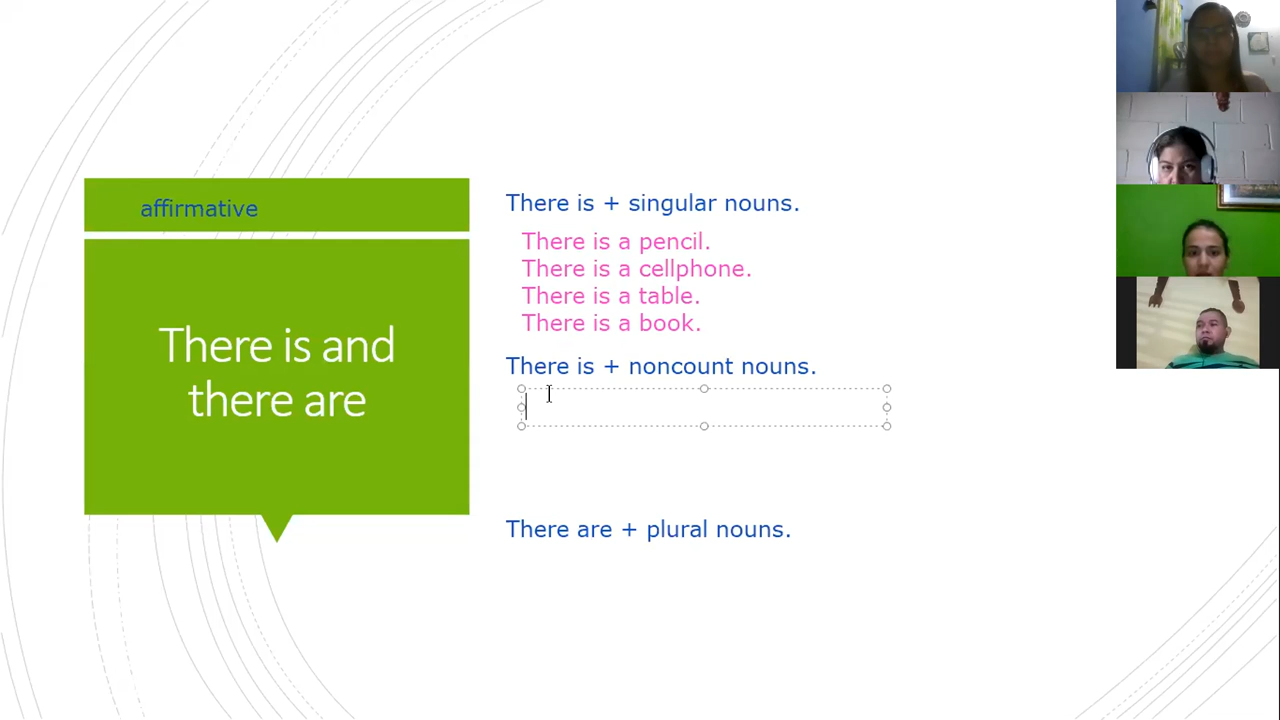 affirmative
There is and
there are
There is + singular nouns.
There is a pencil.
There is a cellphone.
There is a table.
There is a book.
There is + noncount nouns.
There are + plural nouns.